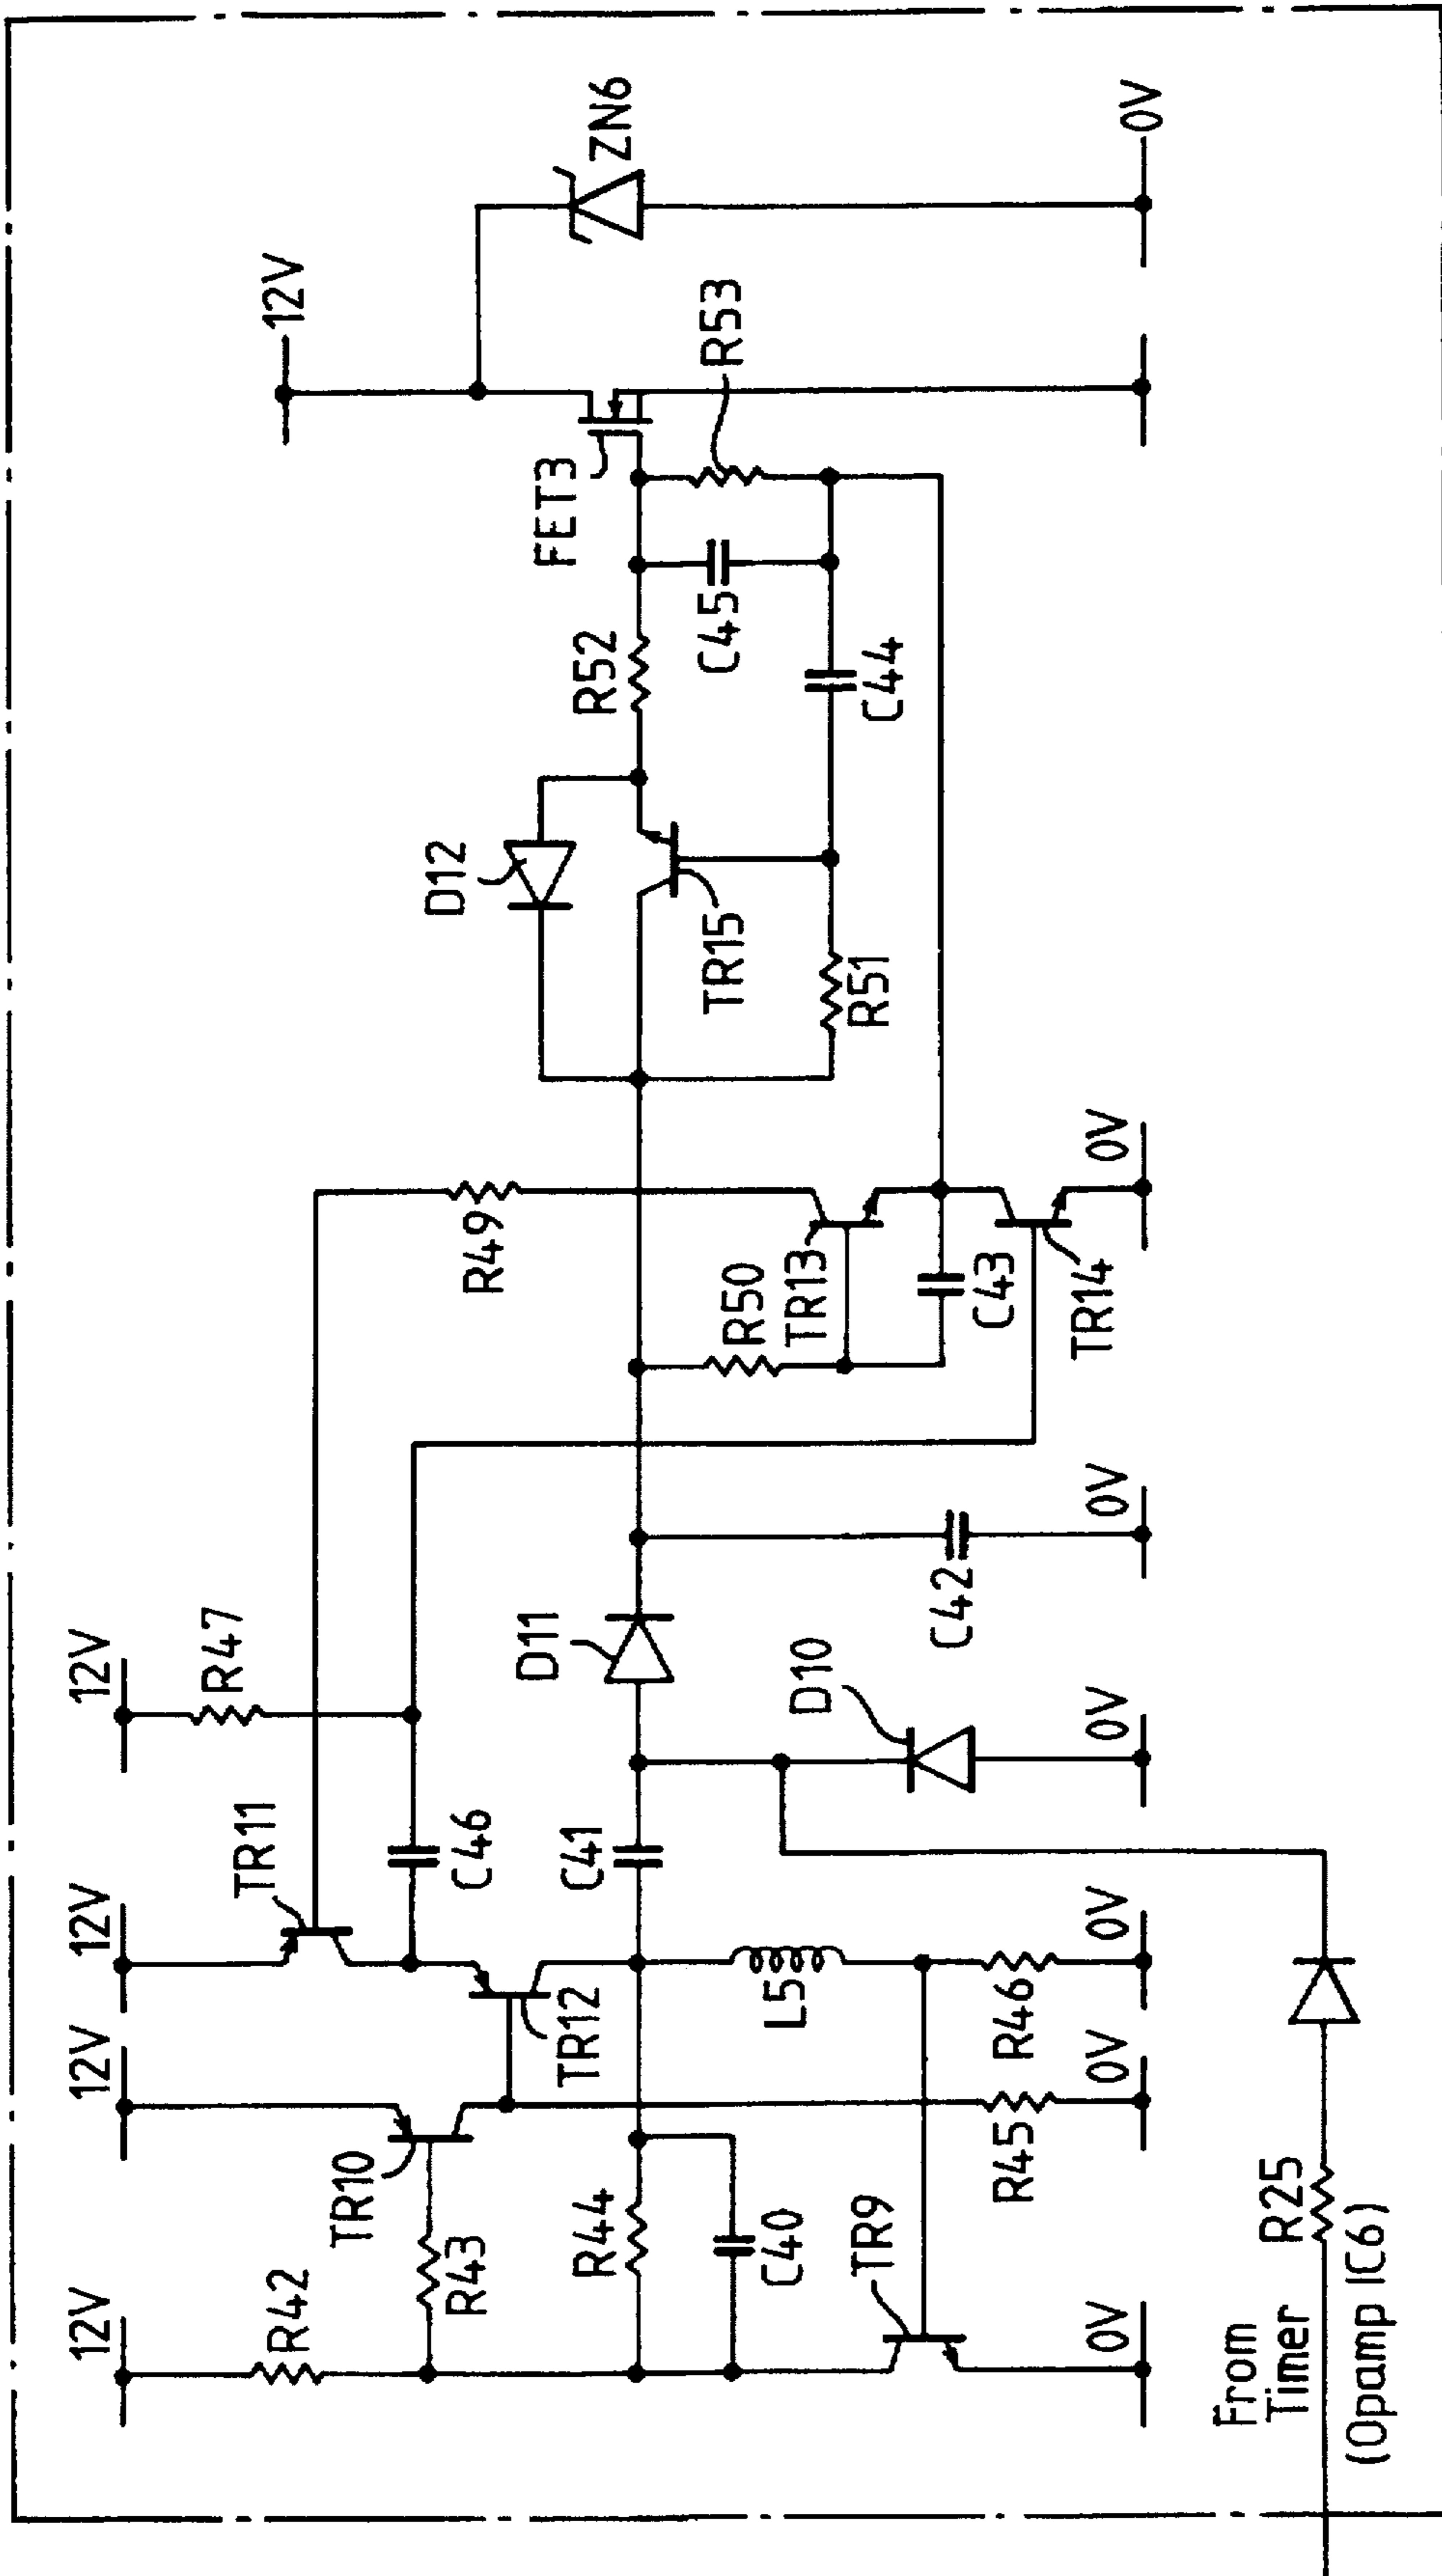 12V
12V
12V
12V
R42
TR10
R43
TR11
R47
C46
TR12
R44
C40
C41
L5
TR9
D11
D10
C42
R45
R46
0V
0V
0V
0V
0V
R49
R50
TR13
C43
TR14
0V
D12
TR15
R51
R52
C45
C44
FET3
R53
12V
ZN6
0V
From
Timer
(Opamp IC6)
R25